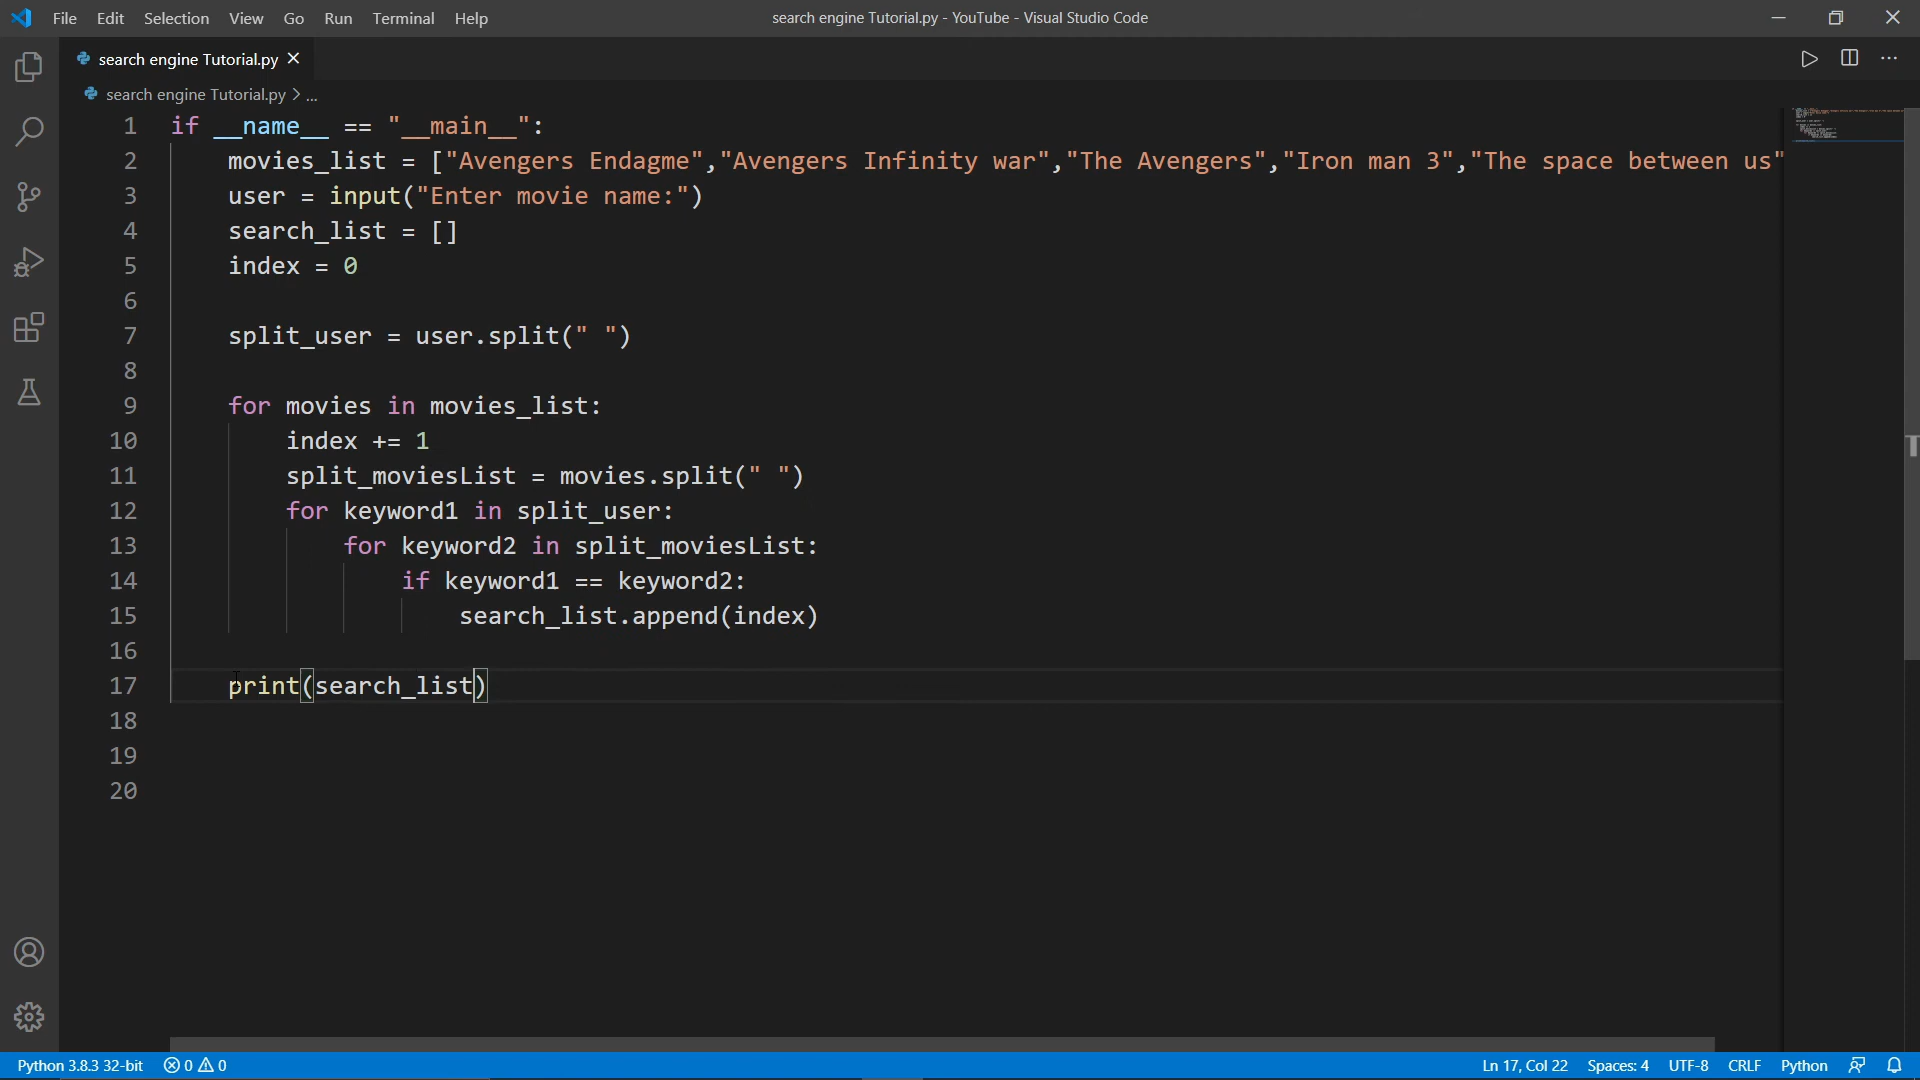 File Edit Selection View Go Run Terminal Help
search engine Tutorial.py - YouTube - Visual Studio Code
search engine Tutorial.py
search engine Tutorial.py > ...
1 if __name__ == "__main__":
2 movies_list = ["Avengers Endagme","Avengers Infinity war","The Avengers","Iron man 3","The space between us"
3 user = input("Enter movie name:")
4 search_list = []
5 index = 0
6
7 split_user = user.split(" ")
8
9 for movies in movies_list:
10 index += 1
11 split_moviesList = movies.split(" ")
12 for keyword1 in split_user:
13 for keyword2 in split_moviesList:
14 if keyword1 == keyword2:
15 search_list.append(index)
16
17 print(search_list)
18
19
20
Python 3.8.3 32-bit 0 0 Ln 17, Col 22 Spaces: 4 UTF-8 CRLF Python